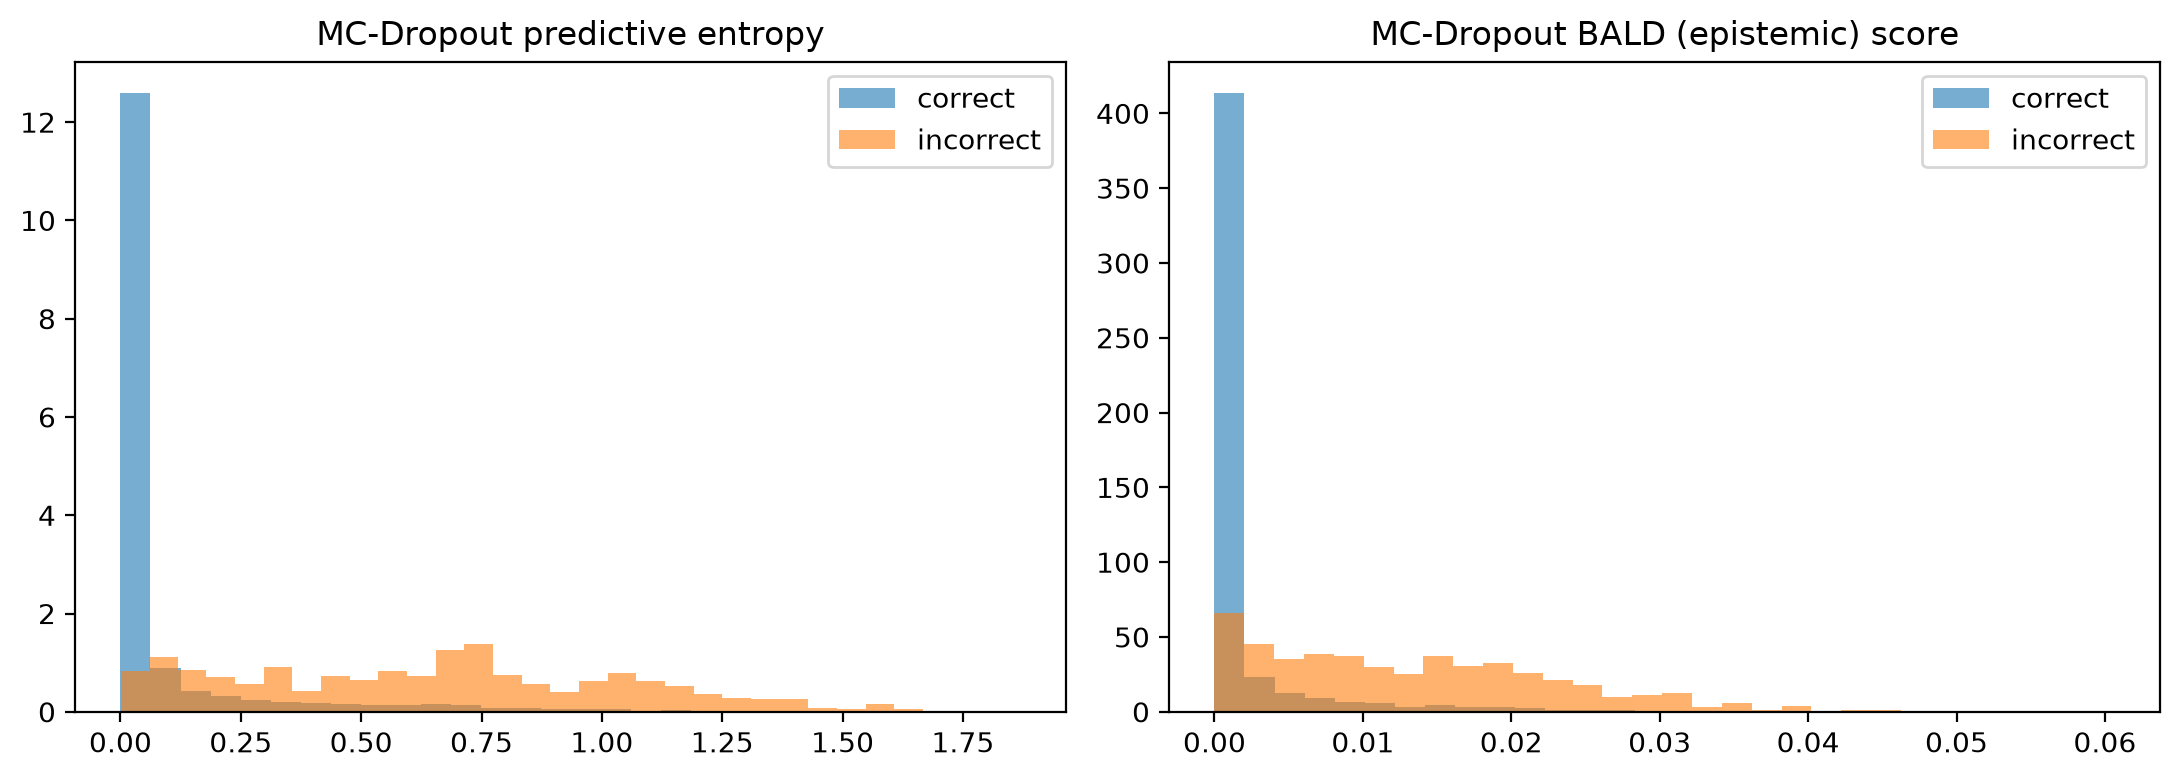 MC-Dropout predictive entropy
12
10
8
6
4
2
0
correct
incorrect
0.00 0.25 0.50 0.75 1.00 1.25 1.50 1.75
MC-Dropout BALD (epistemic) score
400
350
300
250
200
150
100
50
0
correct
incorrect
0.00 0.01 0.02 0.03 0.04 0.05 0.06